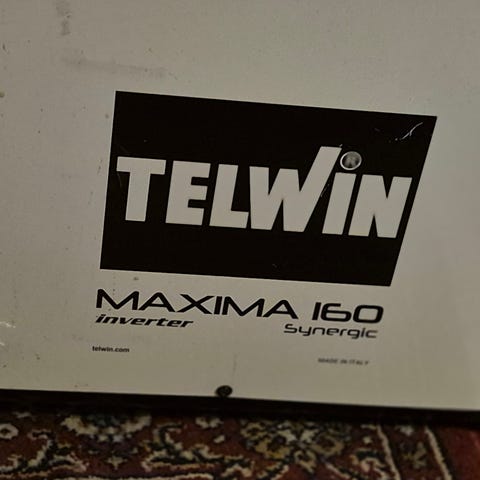 TELWIN
®
MAXIMA 160
inverter
Synergic
telwin.com
MADE IN ITALY